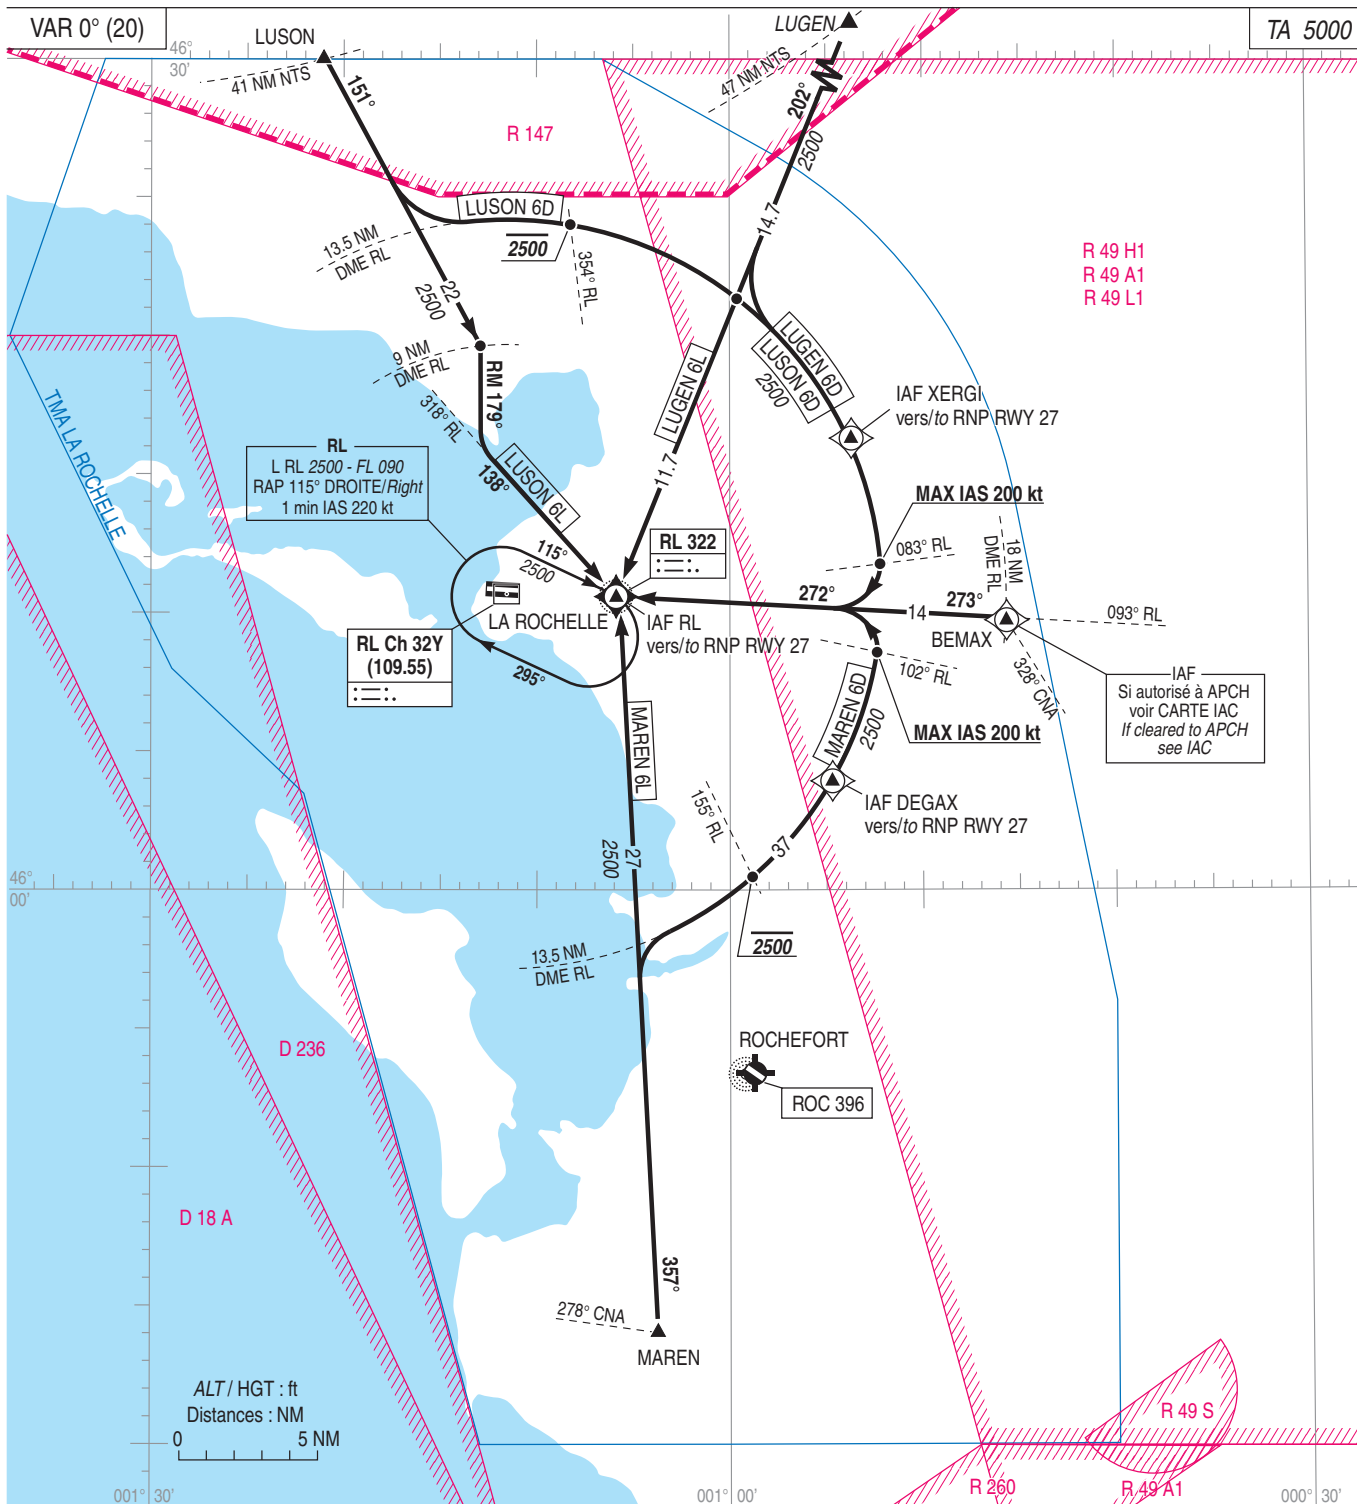 VAR 0° (20)
LUSON
LUGEN
TA 5000
46°
30'
41 NM NTS
47 NM NTS
151°
202°
2500
R 147
LUSON 6D
2500
14.7
13.5 NM
DME RL
354° RL
R 49 H1
R 49 A1
R 49 L1
22
2500
9 NM
DME RL
RM 179°
318° RL
LUGEN 6L
LUGEN 6D
LUSON 6D
2500
IAF XERGI
vers/to RNP RWY 27
TMA LA ROCHELLE
RL
L RL 2500 - FL 090
RAP 115° DROITE/Right
1 min IAS 220 kt
138°
LUSON 6L
11.7
MAX IAS 200 kt
RL 322
083° RL
18 NM
DME RL
115°
2500
272°
14
273°
093° RL
LA ROCHELLE
IAF RL
vers/to RNP RWY 27
BEMAX
RL Ch 32Y
(109.55)
295°
102° RL
328° CNA
IAF
Si autorisé à APCH
voir CARTE IAC
If cleared to APCH
see IAC
MAREN 6D
2500
MAX IAS 200 kt
MAREN 6L
155° RL
IAF DEGAX
vers/to RNP RWY 27
27
2500
37
46°
00'
13.5 NM
DME RL
2500
D 236
ROCHEFORT
ROC 396
D 18 A
357°
278° CNA
MAREN
ALT / HGT : ft
Distances : NM
0
5 NM
R 49 S
R 260
R 49 A1
001° 30'
001° 00'
000° 30'